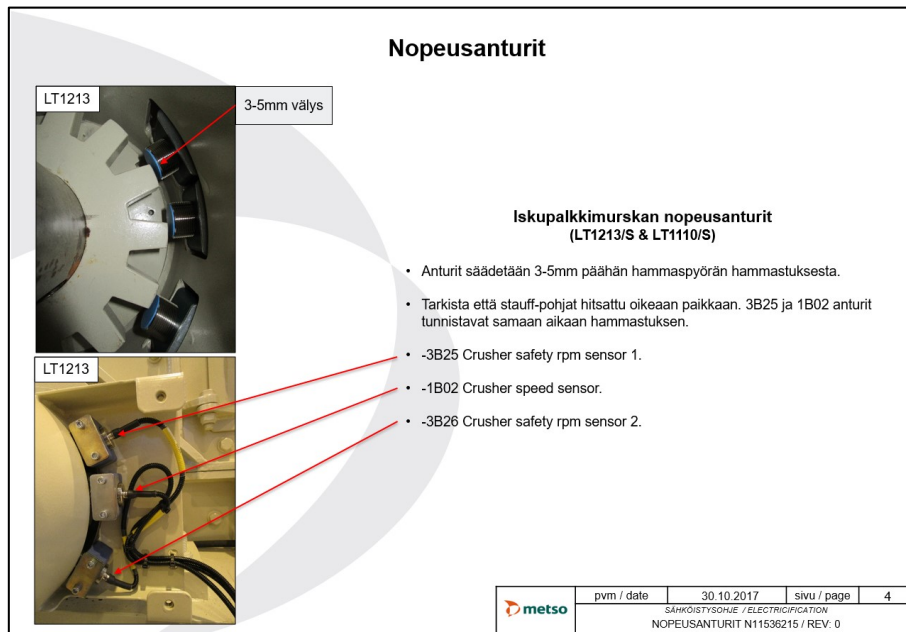 Nopeusanturit
LT1213
3-5mm välys
Iskupalkkimurskan nopeusanturit
(LT1213/S & LT1110/S)
• Anturit säädetään 3-5mm päähän hammaspyörän hammastuksesta.
• Tarkista että stauff-pohjat hitsattu oikeaan paikkaan. 3B25 ja 1B02 anturit
tunnistavat samaan aikaan hammastuksen.
LT1213
• -3B25 Crusher safety rpm sensor 1.
• -1B02 Crusher speed sensor.
• -3B26 Crusher safety rpm sensor 2.
metso
pvm / date 30.10.2017 sivu / page 4
SÄHKÖISTYSOHJE / ELECTRICIFICATION
NOPEUSANTURIT N11536215 / REV: 0